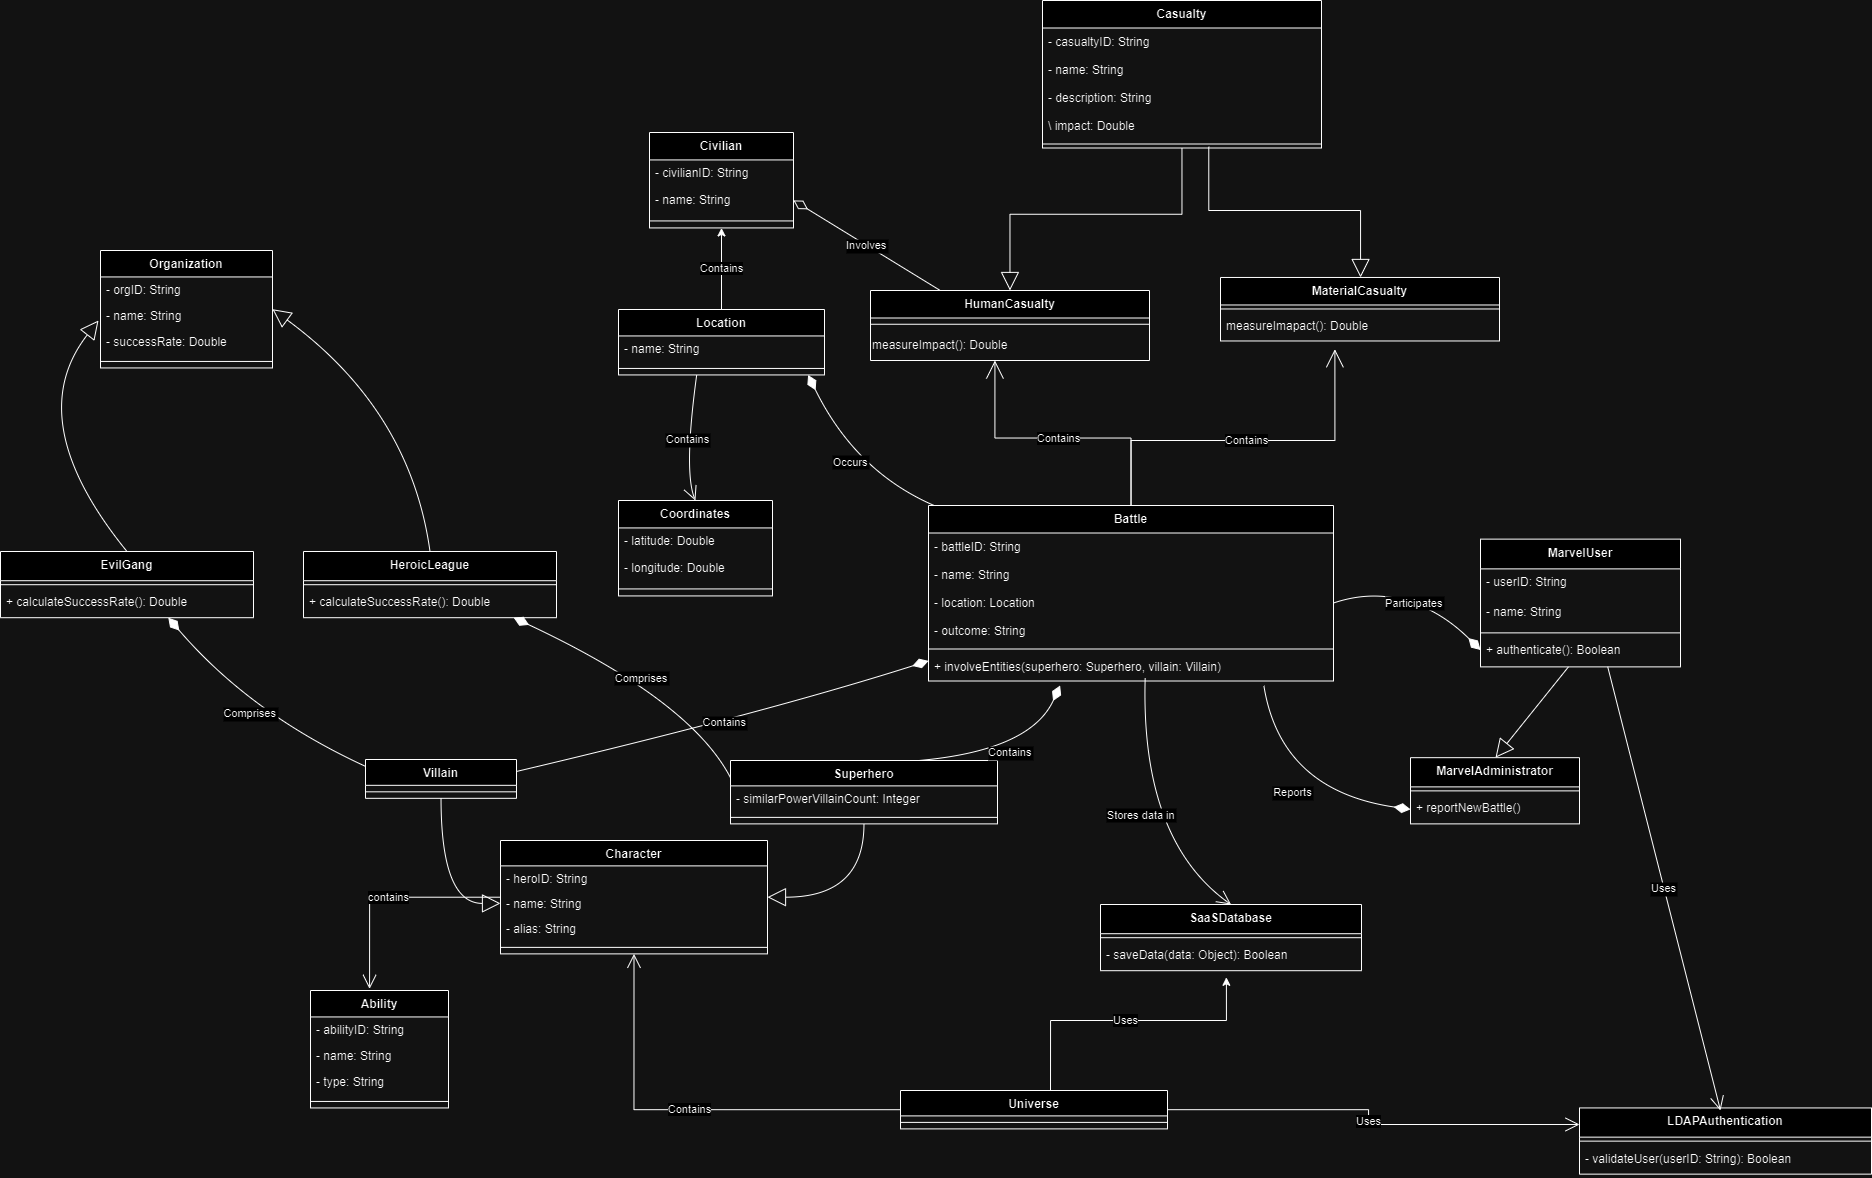 Casualty
- casualtyID: String
- name: String
- description: String
\ impact: Double
Civilian
- civilianID: String
- name: String
Involves
Contains
Organization
- orgID: String
- name: String
- successRate: Double
HumanCasualty
measureImpact(): Double
MaterialCasualty
measureImapact(): Double
Location
- name: String
Contains
Occurs
Contains
Contains
Coordinates
- latitude: Double
- longitude: Double
Battle
- battleID: String
- name: String
- location: Location
- outcome: String
+ involveEntities(superhero: Superhero, villain: Villain)
EvilGang
+ calculateSuccessRate(): Double
HeroicLeague
+ calculateSuccessRate(): Double
MarvelUser
- userID: String
- name: String
+ authenticate(): Boolean
Participates
Comprises
Comprises
Contains
Contains
Villain
Superhero
- similarPowerVillainCount: Integer
Stores data in
Reports
MarvelAdministrator
+ reportNewBattle()
Character
- heroID: String
- name: String
- alias: String
contains
Uses
SaaSDatabase
- saveData(data: Object): Boolean
Ability
- abilityID: String
- name: String
- type: String
Uses
Contains
Universe
Uses
LDAPAuthentication
- validateUser(userID: String): Boolean